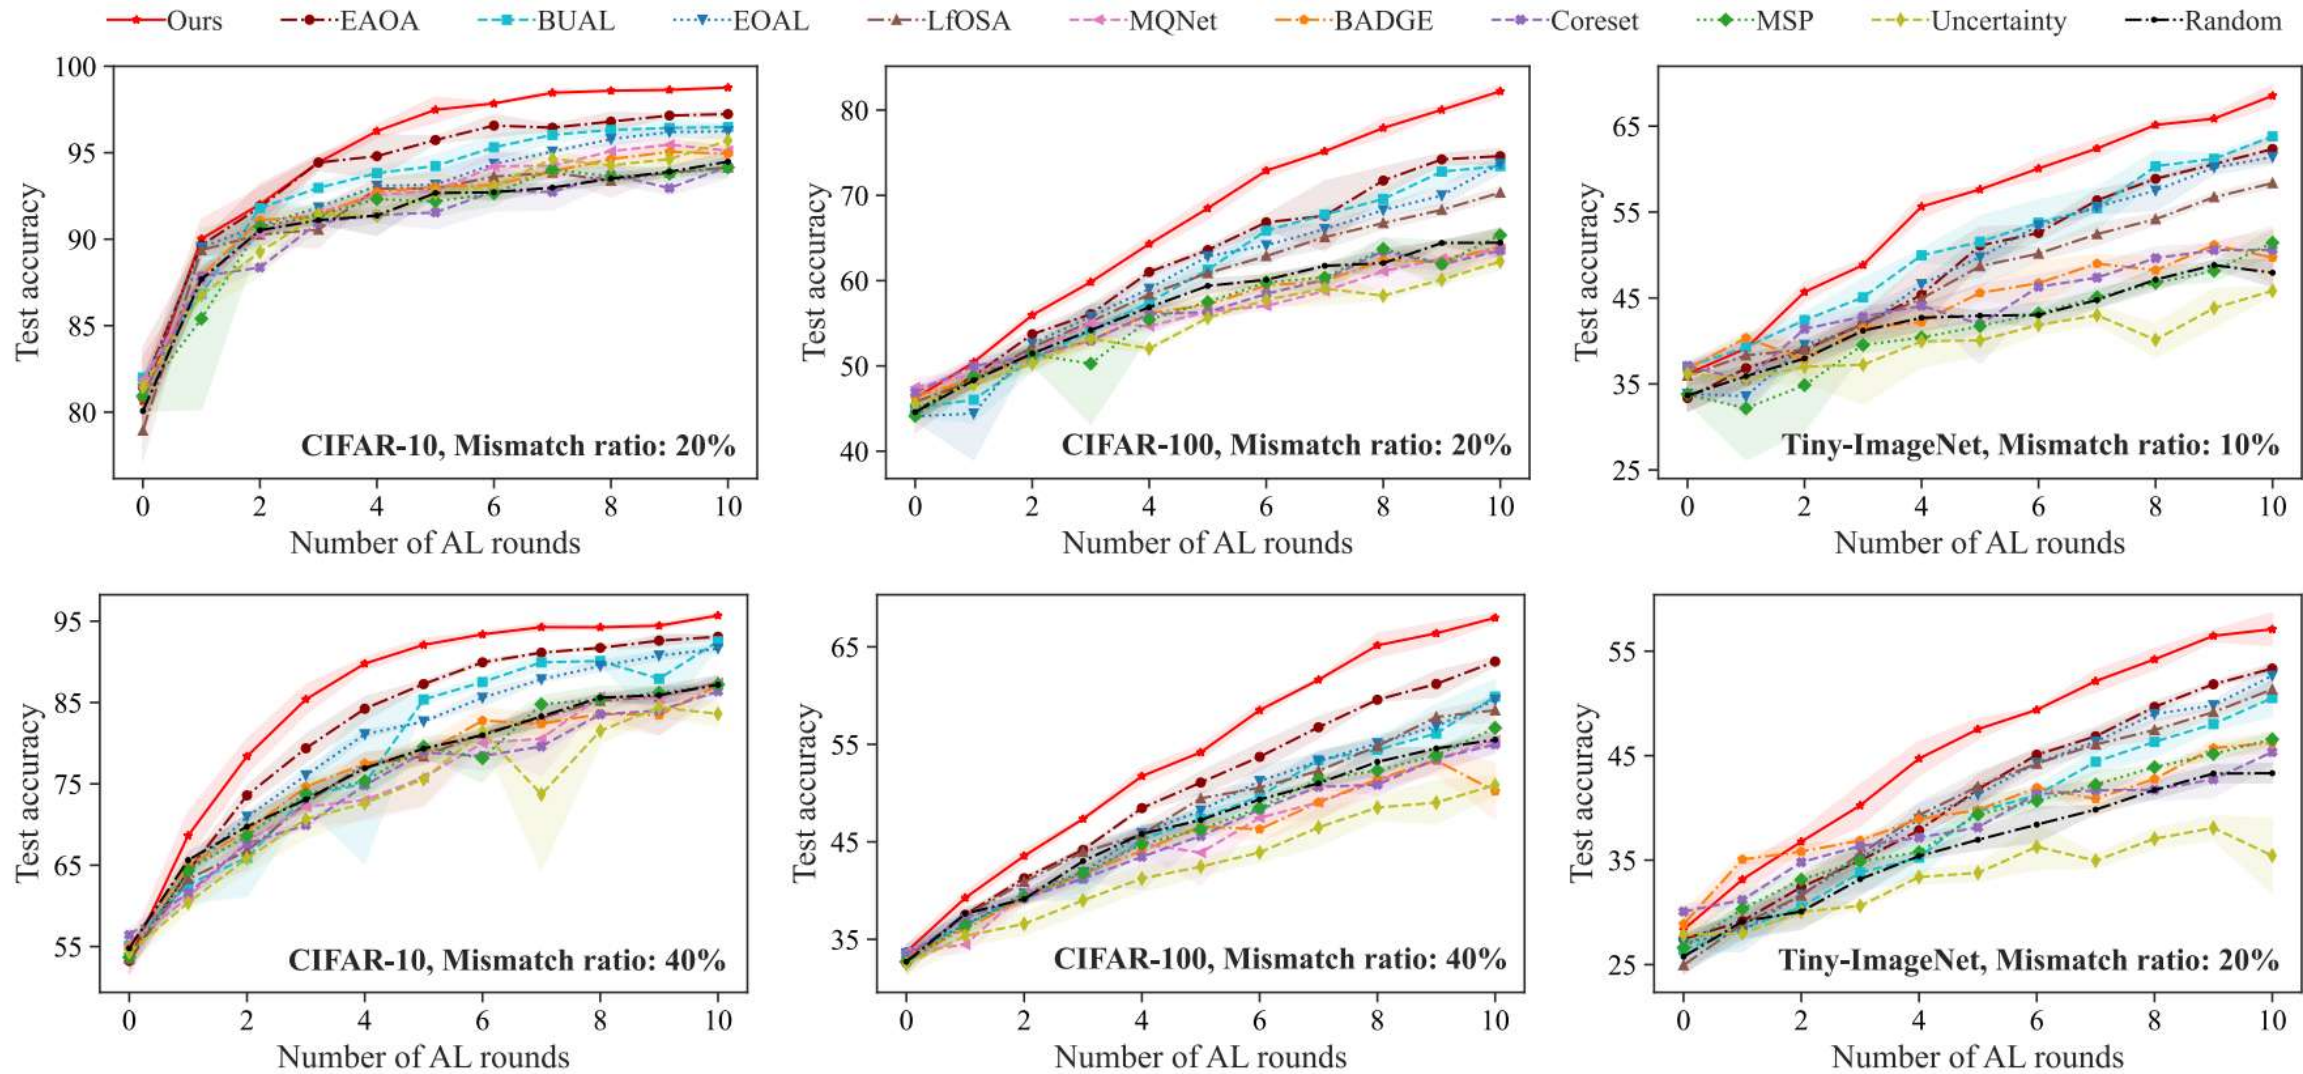 Ours EAOA BUAL EOAL LfOSA MQNet BADGE Coreset MSP Uncertainty Random
100
95
90
85
80
Test accuracy
0 2 4 6 8 10
Number of AL rounds
CIFAR-10, Mismatch ratio: 20%
80
70
60
50
40
Test accuracy
0 2 4 6 8 10
Number of AL rounds
CIFAR-100, Mismatch ratio: 20%
65
55
45
35
25
Test accuracy
0 2 4 6 8 10
Number of AL rounds
Tiny-ImageNet, Mismatch ratio: 10%
95
85
75
65
55
Test accuracy
0 2 4 6 8 10
Number of AL rounds
CIFAR-10, Mismatch ratio: 40%
65
55
45
35
Test accuracy
0 2 4 6 8 10
Number of AL rounds
CIFAR-100, Mismatch ratio: 40%
55
45
35
25
Test accuracy
0 2 4 6 8 10
Number of AL rounds
Tiny-ImageNet, Mismatch ratio: 20%